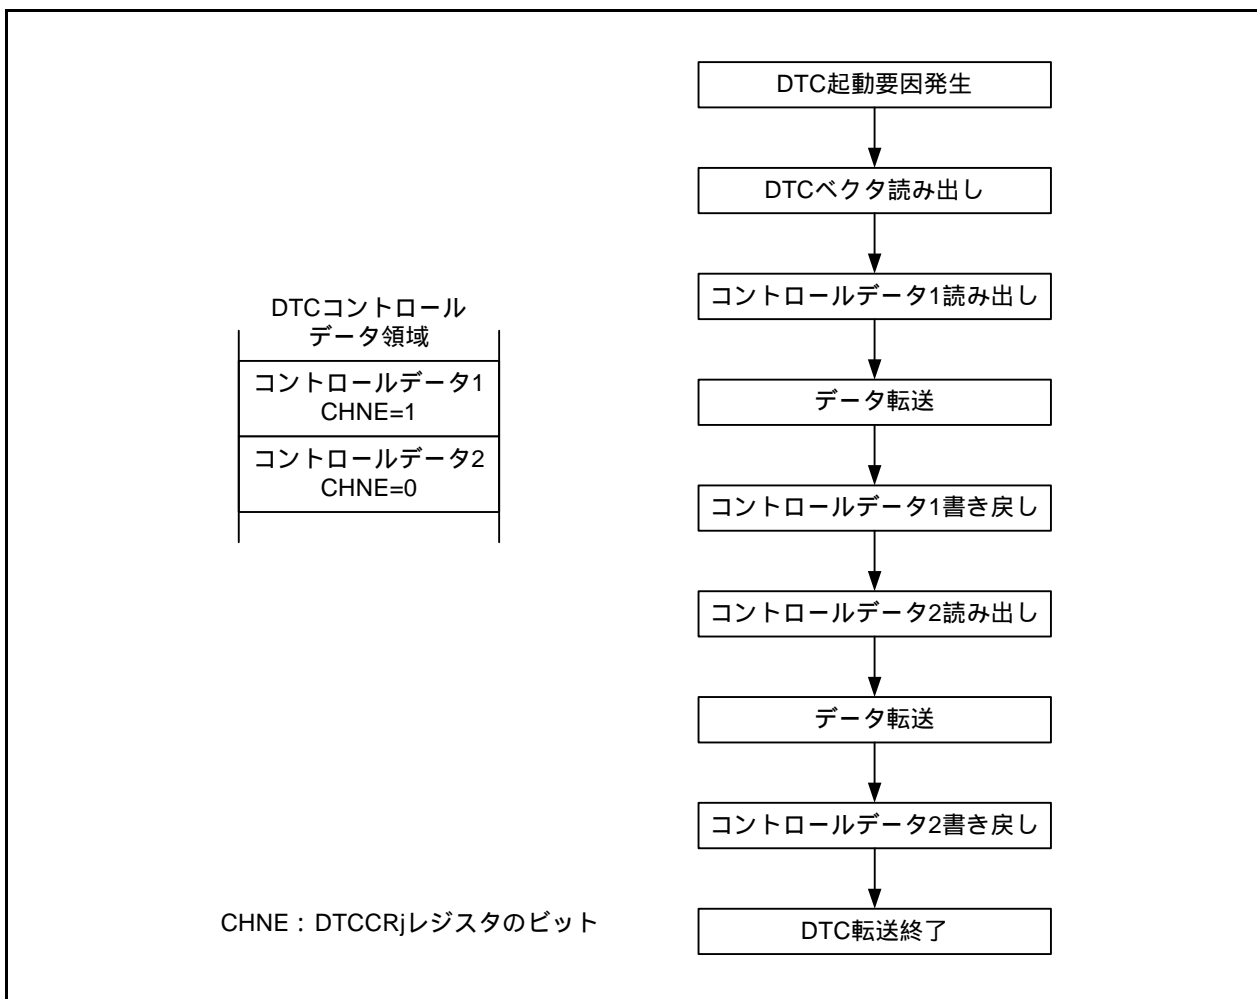 DTCコントロール
データ領域
コントロールデータ1
CHNE=1
コントロールデータ2
CHNE=0
CHNE：DTCCRjレジスタのビット
DTC起動要因発生
DTCベクタ読み出し
コントロールデータ1読み出し
データ転送
コントロールデータ1書き戻し
コントロールデータ2読み出し
データ転送
コントロールデータ2書き戻し
DTC転送終了